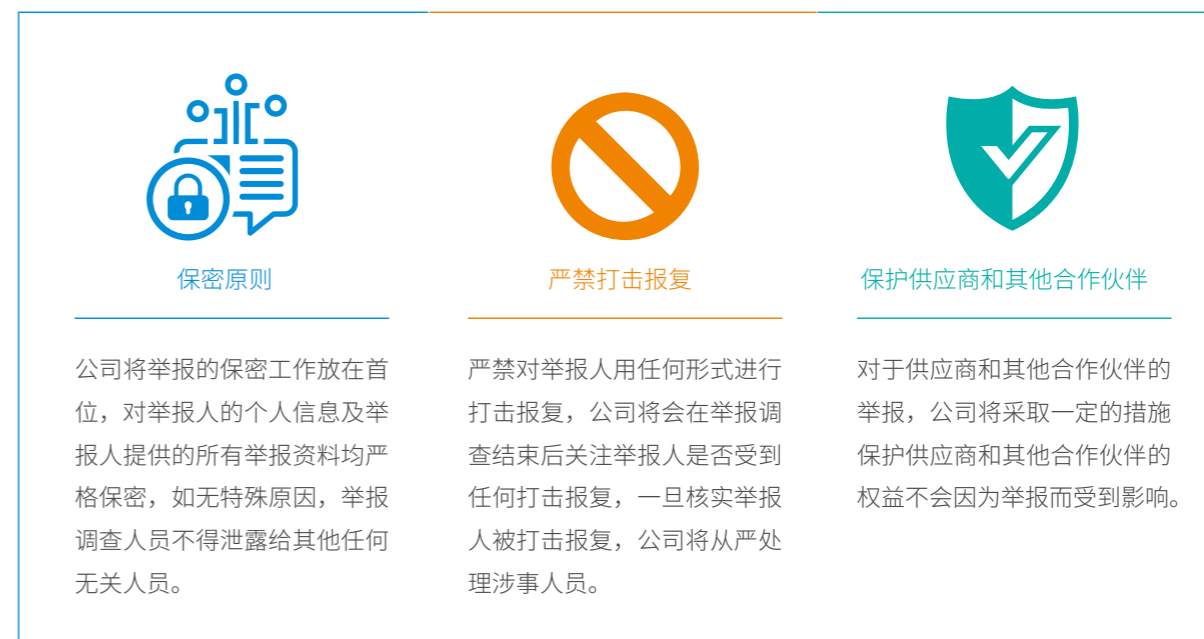 保密原则
公司将举报的保密工作放在首
位，对举报人的个人信息及举
报人提供的所有举报资料均严
格保密，如无特殊原因，举报
调查人员不得泄露给其他任何
无关人员。
严禁打击报复
严禁对举报人用任何形式进行
打击报复，公司将会在举报调
查结束后关注举报人是否受到
任何打击报复，一旦核实举报
人被打击报复，公司将从严处
理涉事人员。
保护供应商和其他合作伙伴
对于供应商和其他合作伙伴的
举报，公司将采取一定的措施
保护供应商和其他合作伙伴的
权益不会因为举报而受到影响。